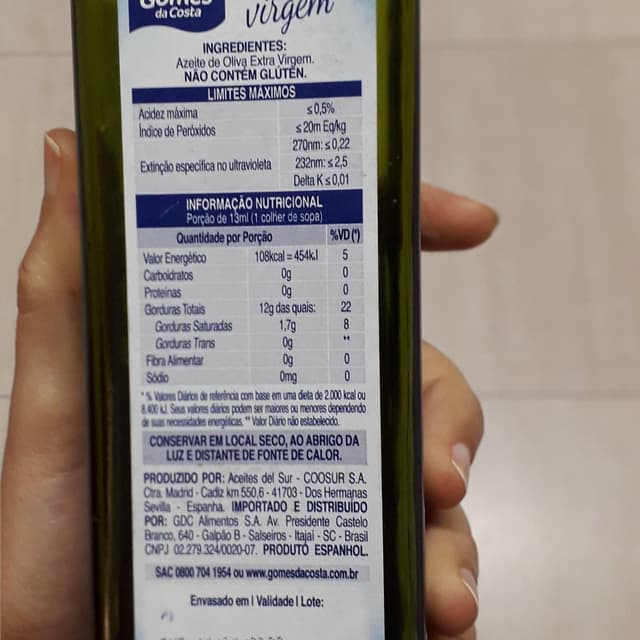 Gomes
da Costa
virgem
INGREDIENTES:
Azeite de Oliva Extra Virgem.
NÃO CONTÉM GLÚTEN.
LIMITES MÁXIMOS
Acidez máxima ≤0,5%
Índice de Peróxidos ≤20m Eq/kg
Extinção específica no ultravioleta 270nm: ≤0,22
232nm: ≤2,5
Delta K ≤0,01
INFORMAÇÃO NUTRICIONAL
Porção de 13ml (1 colher de sopa)
Quantidade por Porção %VD(*)
Valor Energético 108kcal = 454kJ 5
Carboidratos 0g 0
Proteínas 0g 0
Gorduras Totais 12g das quais: 22
Gorduras Saturadas 1,7g 8
Gorduras Trans 0g **
Fibra Alimentar 0g 0
Sódio 0mg 0
* % Valores Diários de referência com base em uma dieta de 2.000 kcal ou
8.400 kJ. Seus valores diários podem ser maiores ou menores dependendo
de suas necessidades energéticas. ** Valor Diário não estabelecido.
CONSERVAR EM LOCAL SECO, AO ABRIGO DA
LUZ E DISTANTE DE FONTE DE CALOR.
PRODUZIDO POR: Aceites del Sur - COOSUR S.A.
Ctra. Madrid - Cadiz km 550,6 - 41703 - Dos Hermanas
Sevilla - Espanha. IMPORTADO E DISTRIBUÍDO
POR: GDC Alimentos S.A. Av. Presidente Castelo
Branco, 640 - Galpão B - Salseiros - Itajaí - SC - Brasil
CNPJ 02.279.324/0020-07. PRODUTO ESPANHOL.
SAC 0800 704 1954 ou www.gomesdacosta.com.br
Envasado em | Validade | Lote: